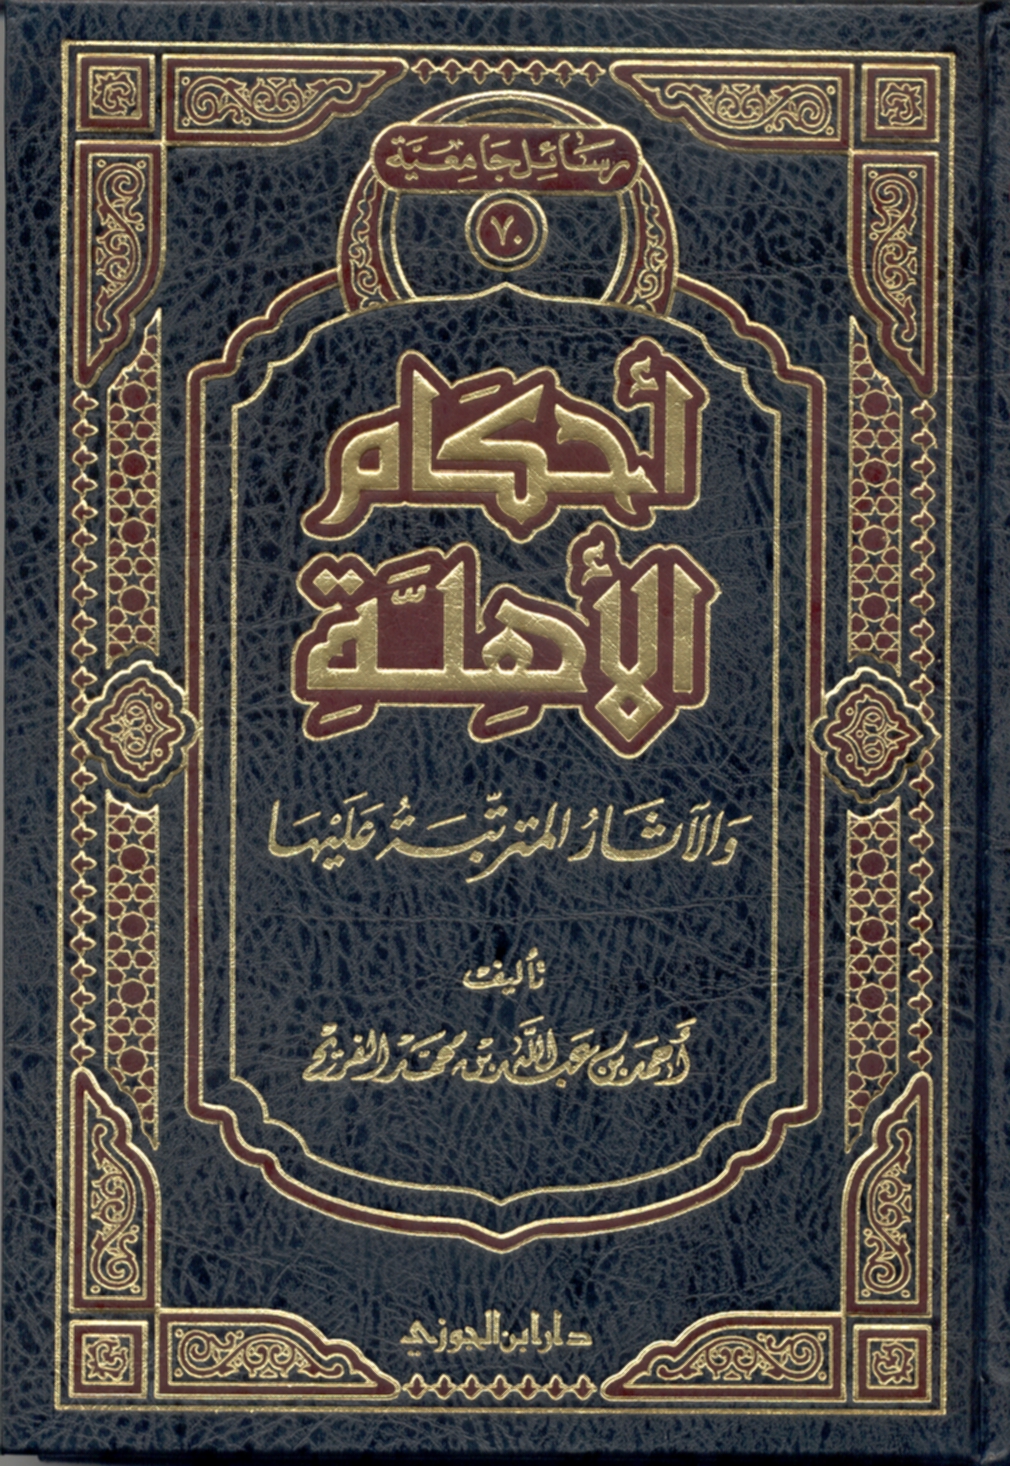 رسائل جامعية
٧٠
أحكام
الأهلة
والآثار المترتبة عليها
تأليف
أحمد بن عبد الله بن محمد الفريح
دار ابن الجوزي